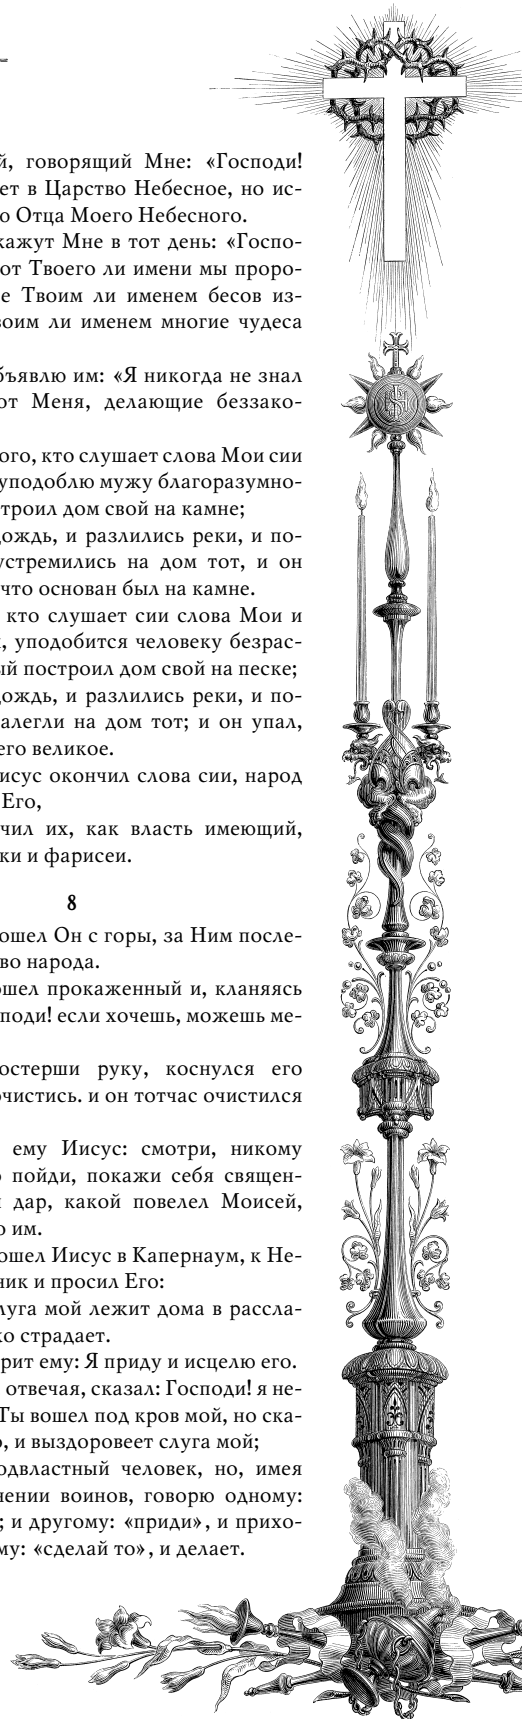 й, говорящий Мне: «Господи!
ет в Царство Небесное, но ис-
о Отца Моего Небесного.
кажут Мне в тот день: «Госпо-
от Твоего ли имени мы проро-
е Твоим ли именем бесов из-
воим ли именем многие чудеса
бъявлю им: «Я никогда не знал
от Меня, делающие беззако-
ого, кто слушает слова Мои сии
уподоблю мужу благоразумно-
троил дом свой на камне;
ождь, и разлились реки, и по-
устремились на дом тот, и он
что основан был на камне.
кто слушает сии слова Мои и
, уподобится человеку безрас-
ый построил дом свой на песке;
ождь, и разлились реки, и по-
алегли на дом тот; и он упал,
его великое.
исус окончил слова сии, народ
Его,
чил их, как власть имеющий,
ки и фарисеи.
8
ошел Он с горы, за Ним после-
во народа.
ошел прокаженный и, кланяясь
споди! если хочешь, можешь ме-
остерши руку, коснулся его
очистись. и он тотчас очистился
ему Иисус: смотри, никому
о пойди, покажи себя священ-
и дар, какой повелел Моисей,
о им.
ошел Иисус в Капернаум, к Не-
ник и просил Его:
луга мой лежит дома в рассла-
ко страдает.
рит ему: Я приду и исцелю его.
отвечая, сказал: Господи! я не-
Ты вошел под кров мой, но ска-
о, и выздоровеет слуга мой;
одвластный человек, но, имея
нении воинов, говорю одному:
; и другому: «приди», и прихо-
му: «сделай то», и делает.